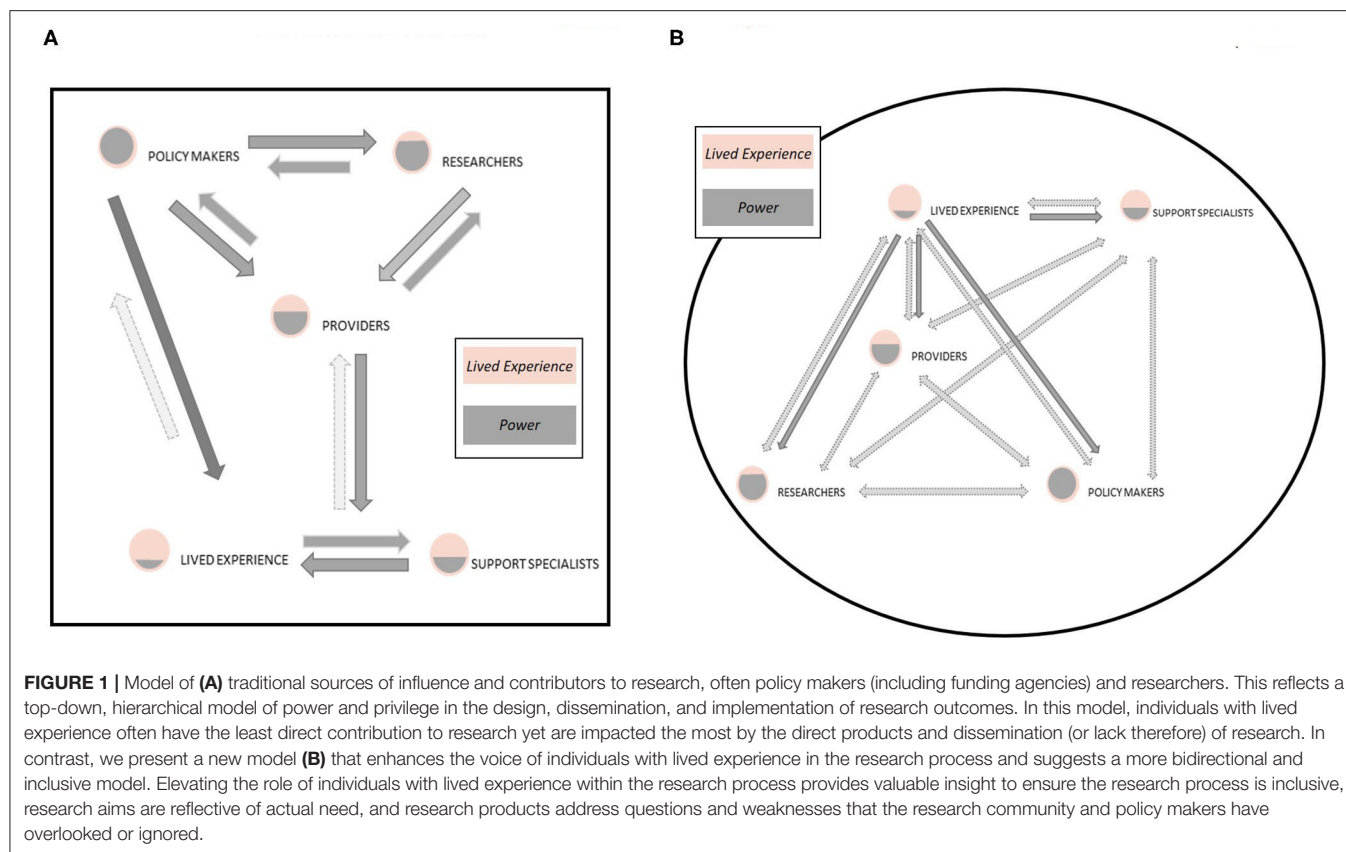 A
POLICY MAKERS
RESEARCHERS
PROVIDERS
Lived Experience
Power
LIVED EXPERIENCE
SUPPORT SPECIALISTS
B
Lived Experience
Power
LIVED EXPERIENCE
SUPPORT SPECIALISTS
PROVIDERS
RESEARCHERS
POLICY MAKERS
FIGURE 1 | Model of (A) traditional sources of influence and contributors to research, often policy makers (including funding agencies) and researchers. This reflects a
top-down, hierarchical model of power and privilege in the design, dissemination, and implementation of research outcomes. In this model, individuals with lived
experience often have the least direct contribution to research yet are impacted the most by the direct products and dissemination (or lack therefore) of research. In
contrast, we present a new model (B) that enhances the voice of individuals with lived experience in the research process and suggests a more bidirectional and
inclusive model. Elevating the role of individuals with lived experience within the research process provides valuable insight to ensure the research process is inclusive,
research aims are reflective of actual need, and research products address questions and weaknesses that the research community and policy makers have
overlooked or ignored.